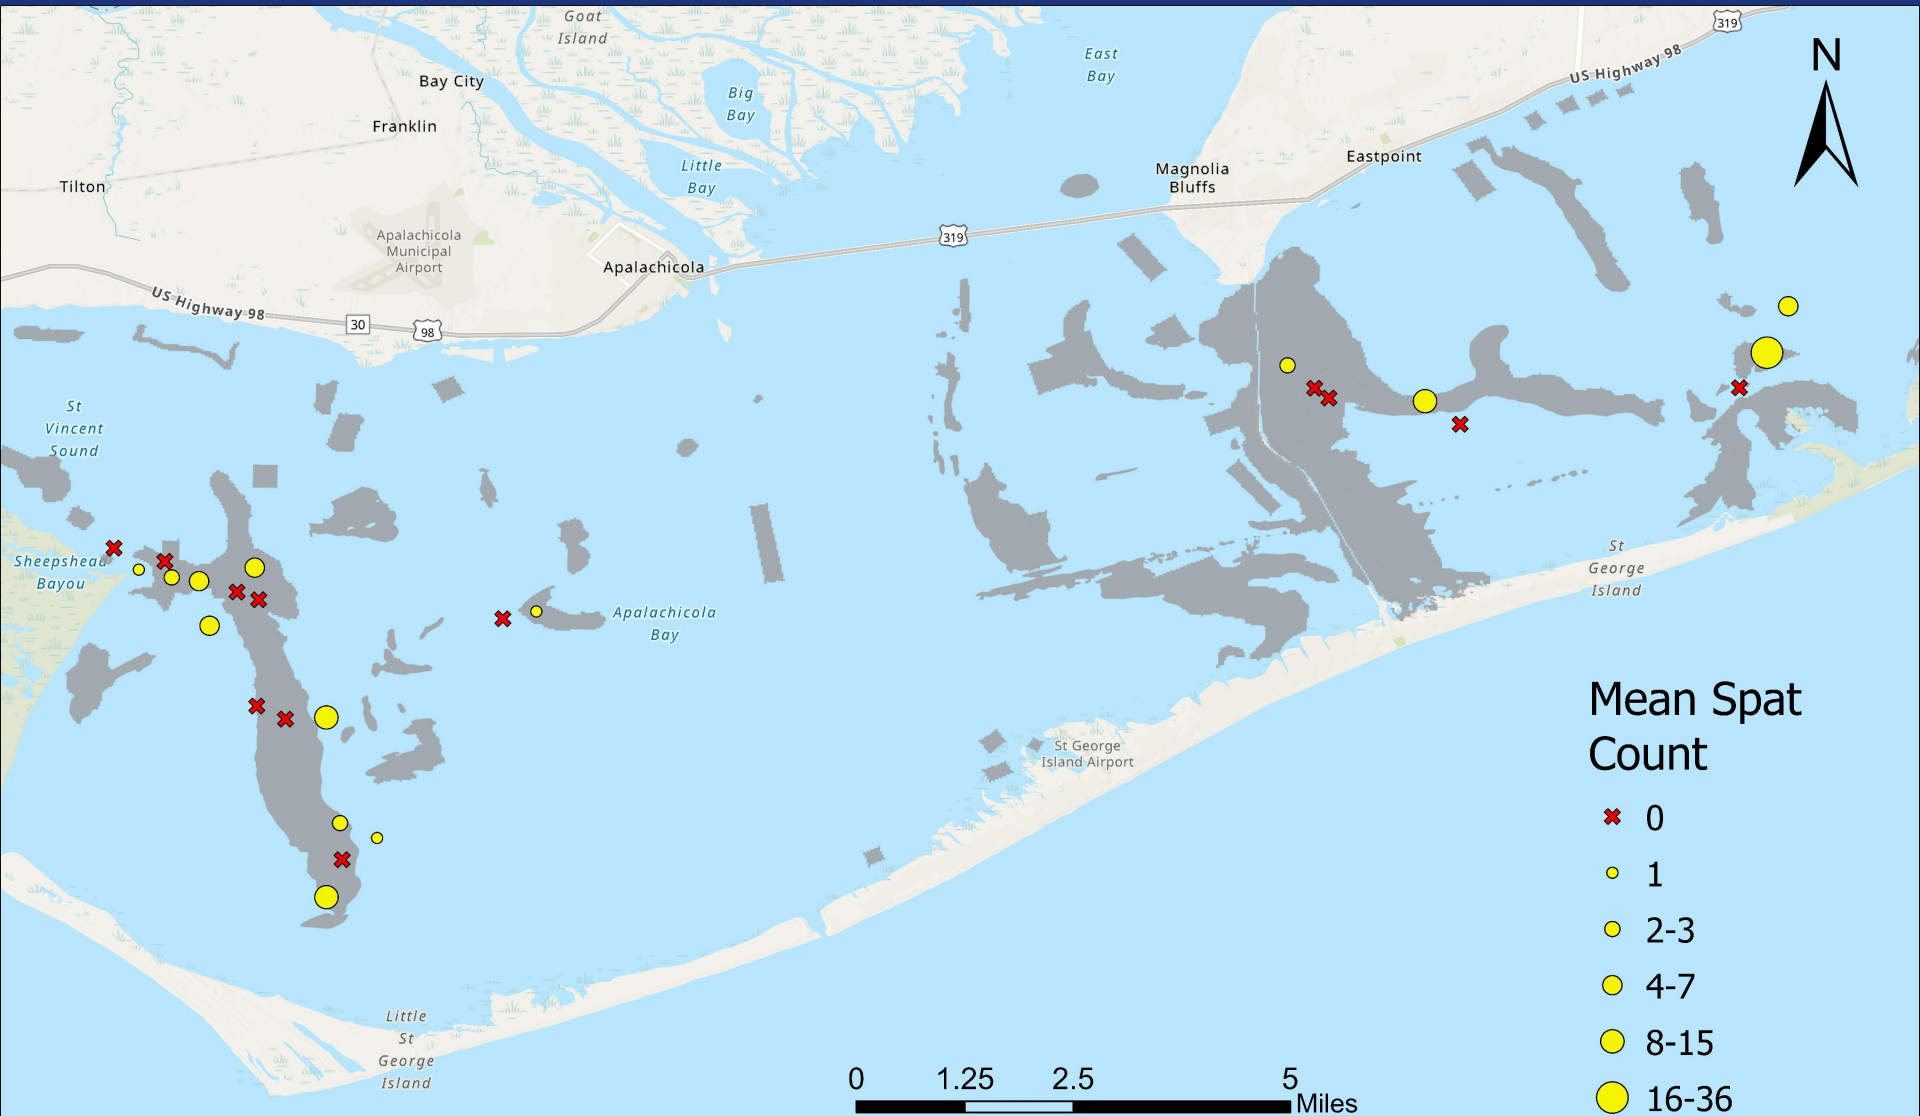 Goat
Island
319
East
Bay
N
US Highway 98
Bay City
Big
Bay
Franklin
Eastpoint
Little
Bay
Magnolia
Bluffs
Tilton
Apalachicola
Municipal
Airport
319
Apalachicola
US Highway 98
30
98
St
Vincent
Sound
Sheepshead
Bayou
Apalachicola
Bay
St
George
Island
St George
Island Airport
Little
St
George
Island
Mean Spat
Count
0
1
2-3
4-7
8-15
16-36
0 1.25 2.5 5
Miles